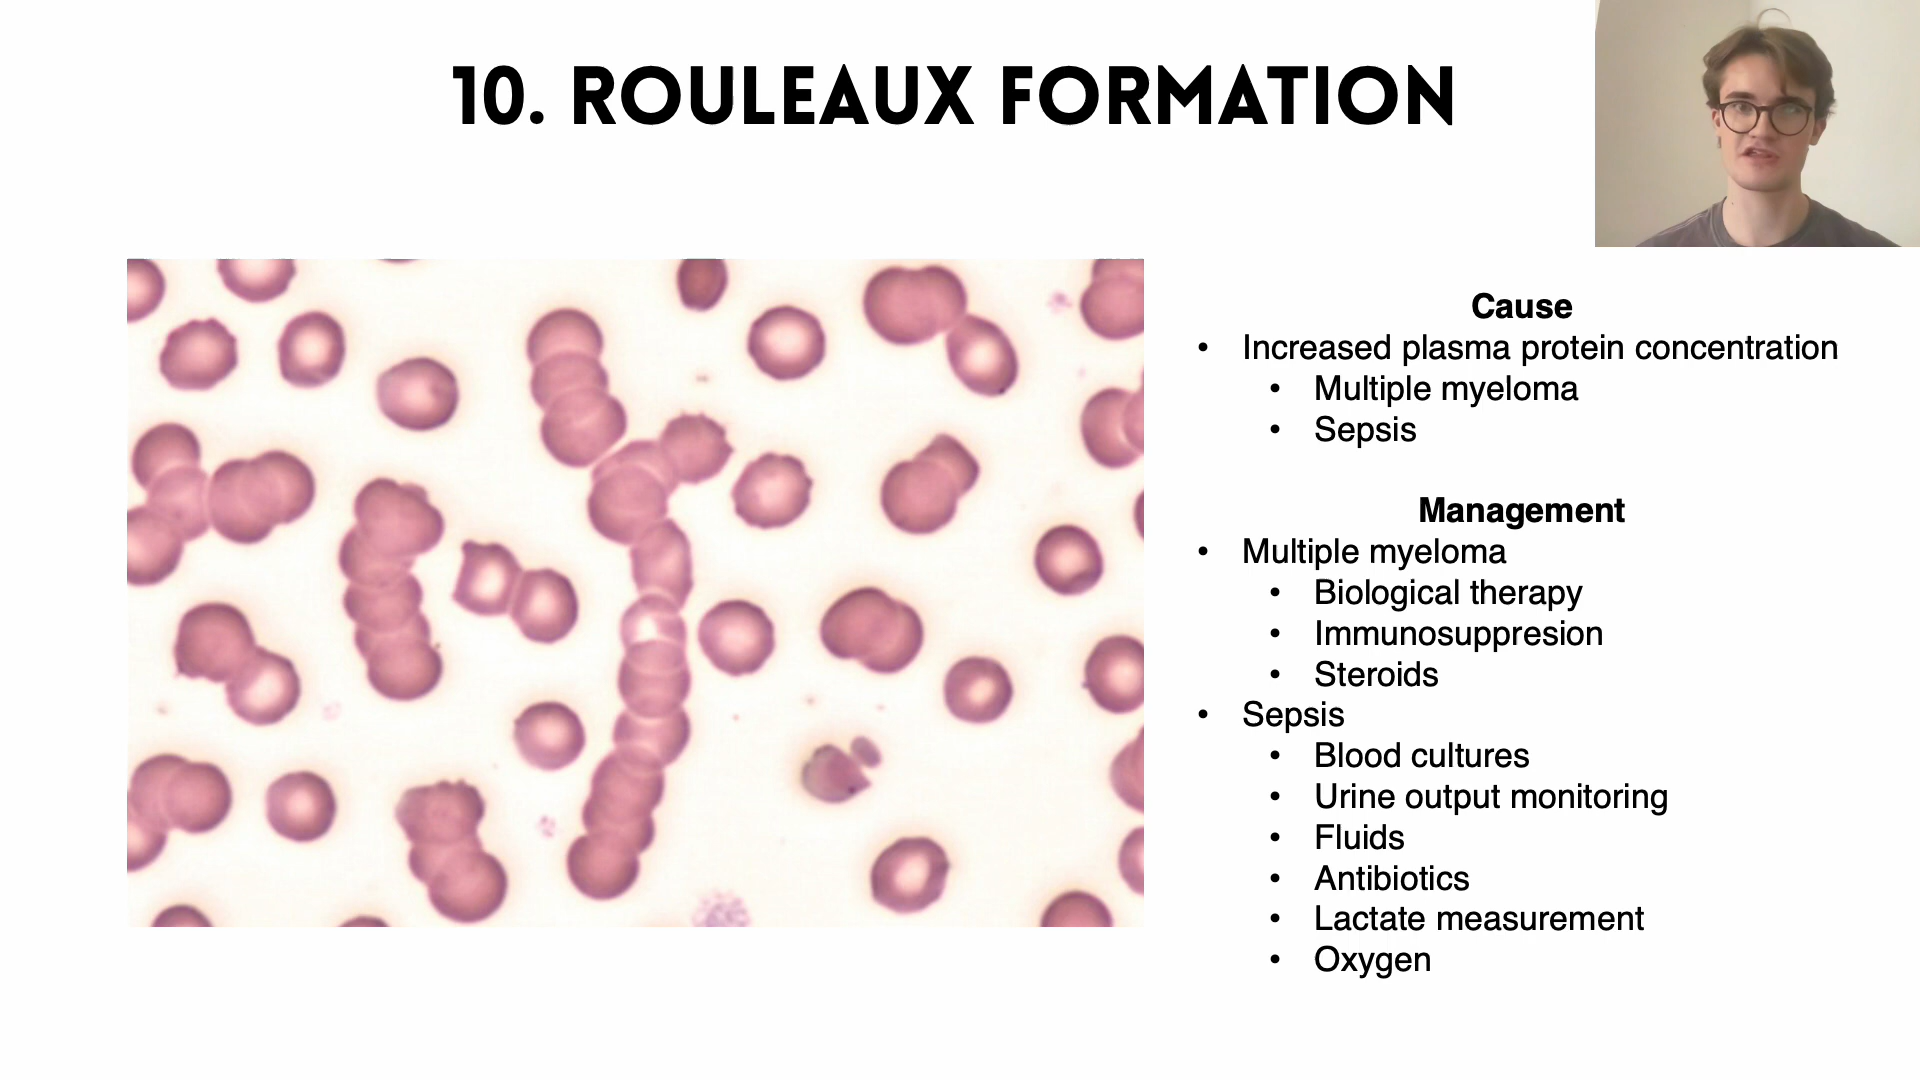 10. ROULEAUX FORMATION
Cause
• Increased plasma protein concentration
• Multiple myeloma
• Sepsis
Management
• Multiple myeloma
• Biological therapy
• Immunosuppresion
• Steroids
• Sepsis
• Blood cultures
• Urine output monitoring
• Fluids
• Antibiotics
• Lactate measurement
• Oxygen